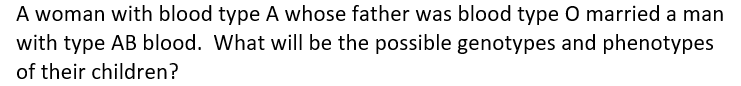 A woman with blood type A whose father was blood type O married a man
with type AB blood.  What will be the possible genotypes and phenotypes
of their children?